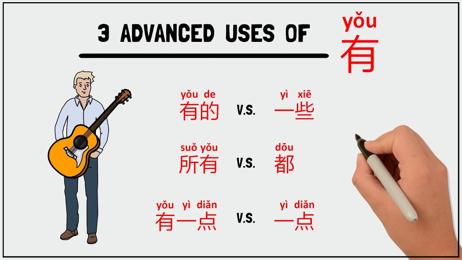 yǒu
3 ADVANCED USES OF 有
yǒu de yì xiē
有的 V.S. 一些
suǒ yǒu dōu
所有 V.S. 都
yǒu yì diǎn yì diǎn
有一点 V.S. 一点